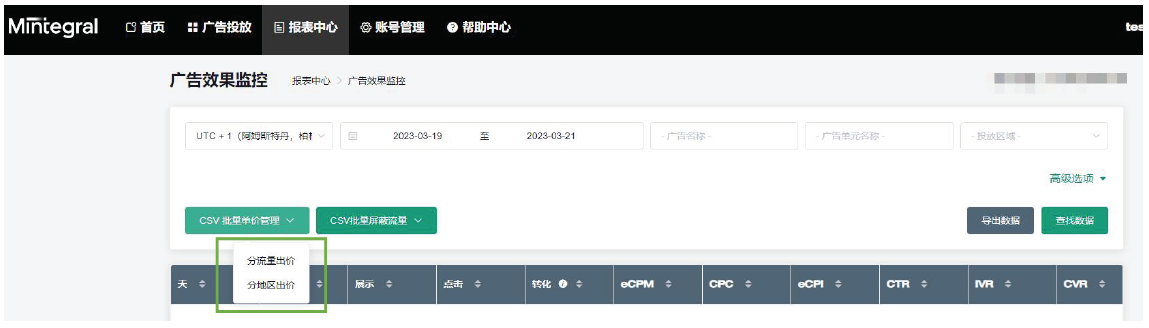 Mintegral 首页 广告投放 报表中心 账号管理 帮助中心 tes
广告效果监控 报表中心 > 广告效果监控
UTC + 1（阿姆斯特丹，柏林 2023-03-19 至 2023-03-21 - 广告名称 - - 广告单元名称 - - 投放区域 -
高级选项
CSV 批量单价管理 CSV批量屏蔽流量 导出数据 查找数据
分流量出价
分地区出价
天 展示 点击 转化 eCPM CPC eCPI CTR IVR CVR